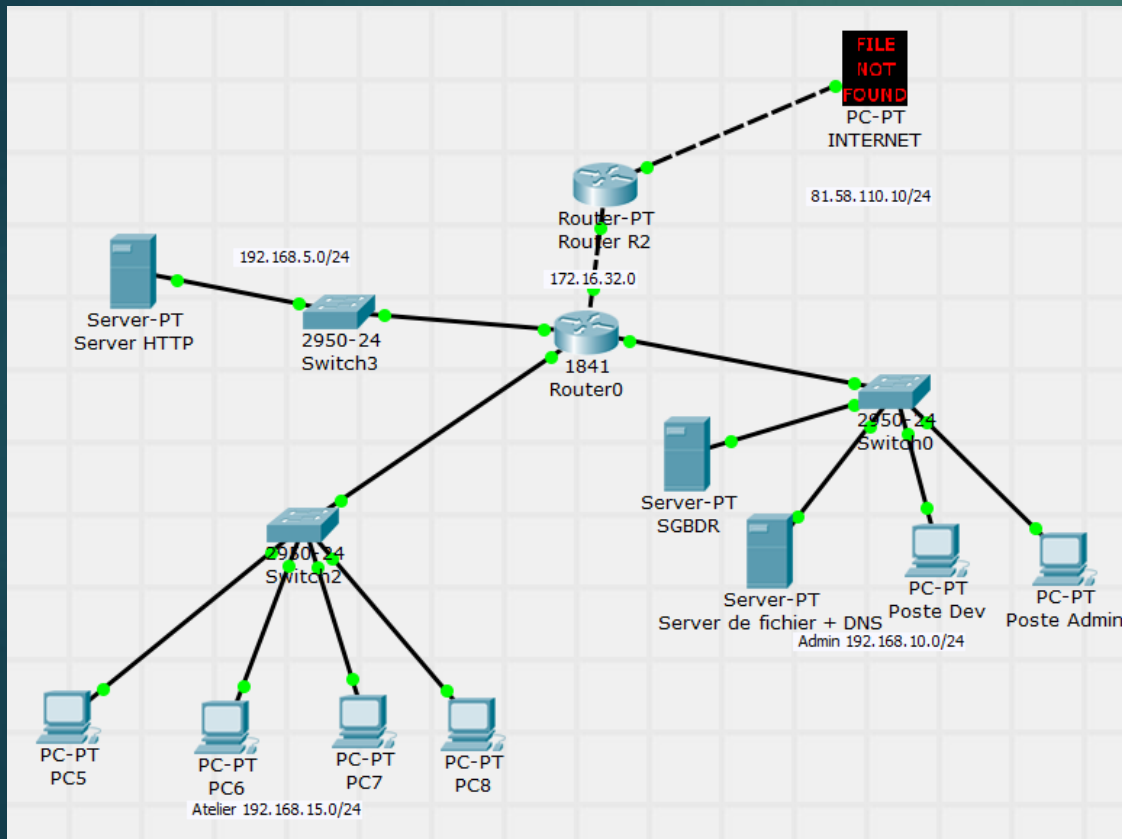 FILE
NOT
FOUND
PC-PT
INTERNET
81.58.110.10/24
Router-PT
Router R2
172.16.32.0
192.168.5.0/24
Server-PT
Server HTTP
2950-24
Switch3
1841
Router0
2950-24
Switch0
Server-PT
SGBDR
Server-PT
Server de fichier + DNS
PC-PT
Poste Dev
PC-PT
Poste Admin
Admin 192.168.10.0/24
2950-24
Switch2
PC-PT
PC5
PC-PT
PC6
PC-PT
PC7
PC-PT
PC8
Atelier 192.168.15.0/24